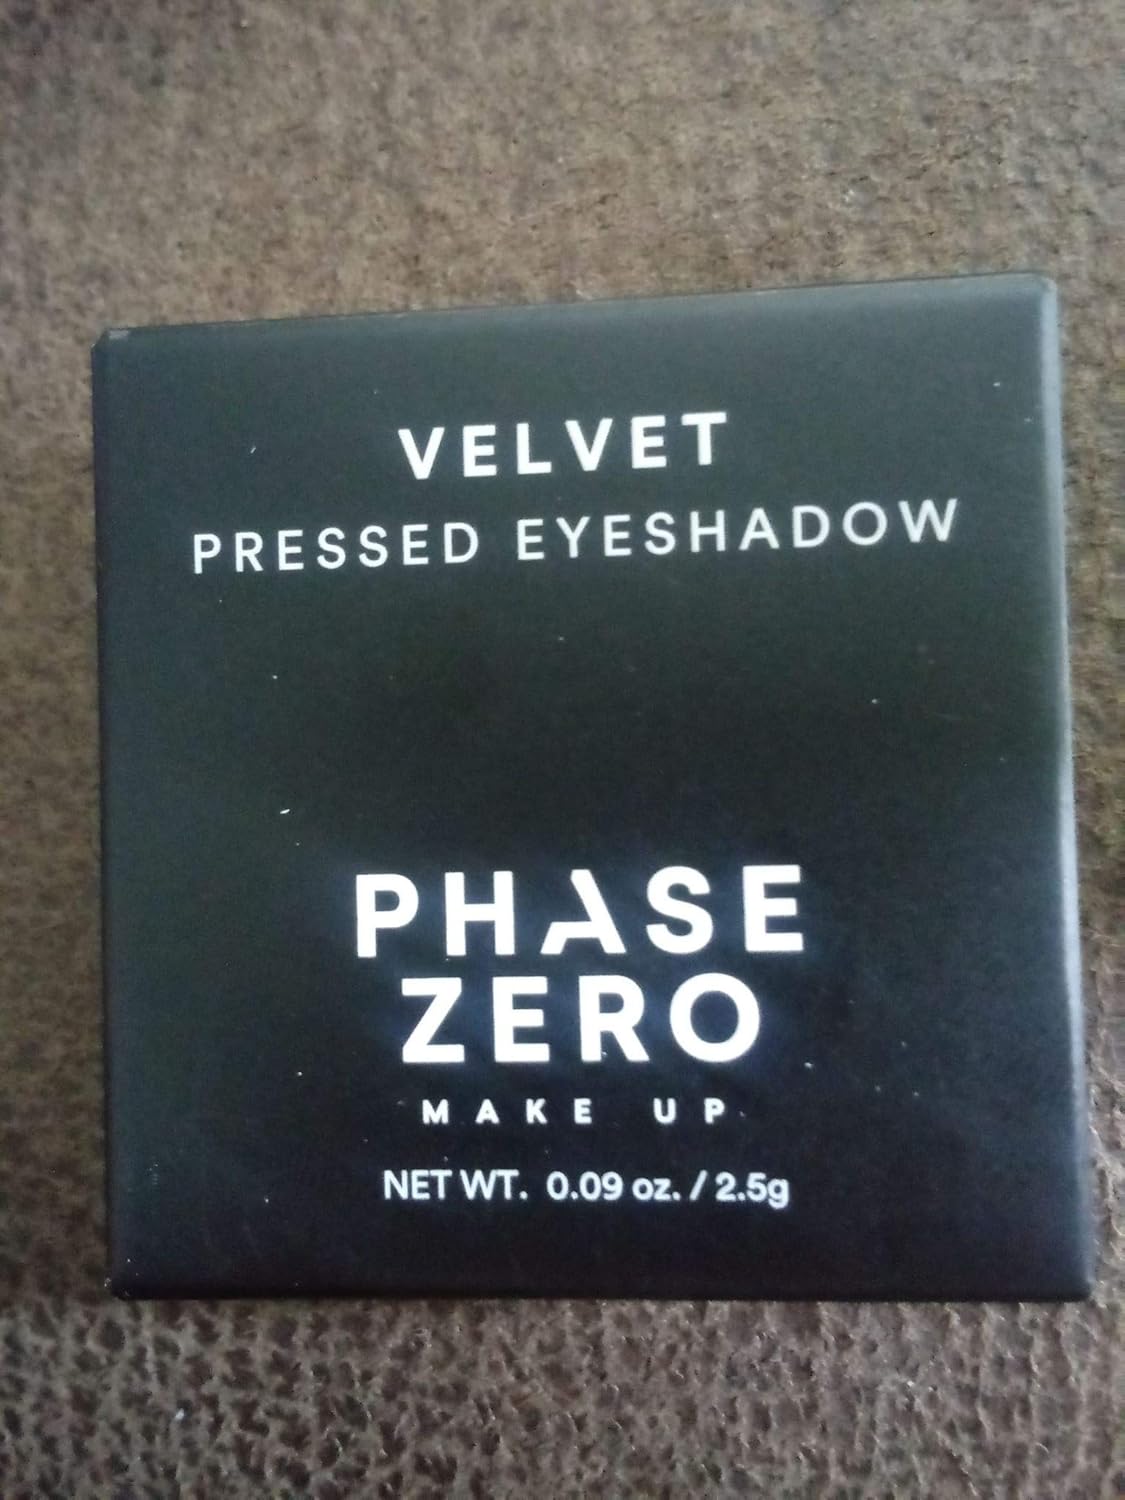 VELVET
PRESSED EYESHADOW
PHASE
ZERO
MAKE UP
NET WT. 0.09 oz. / 2.5g